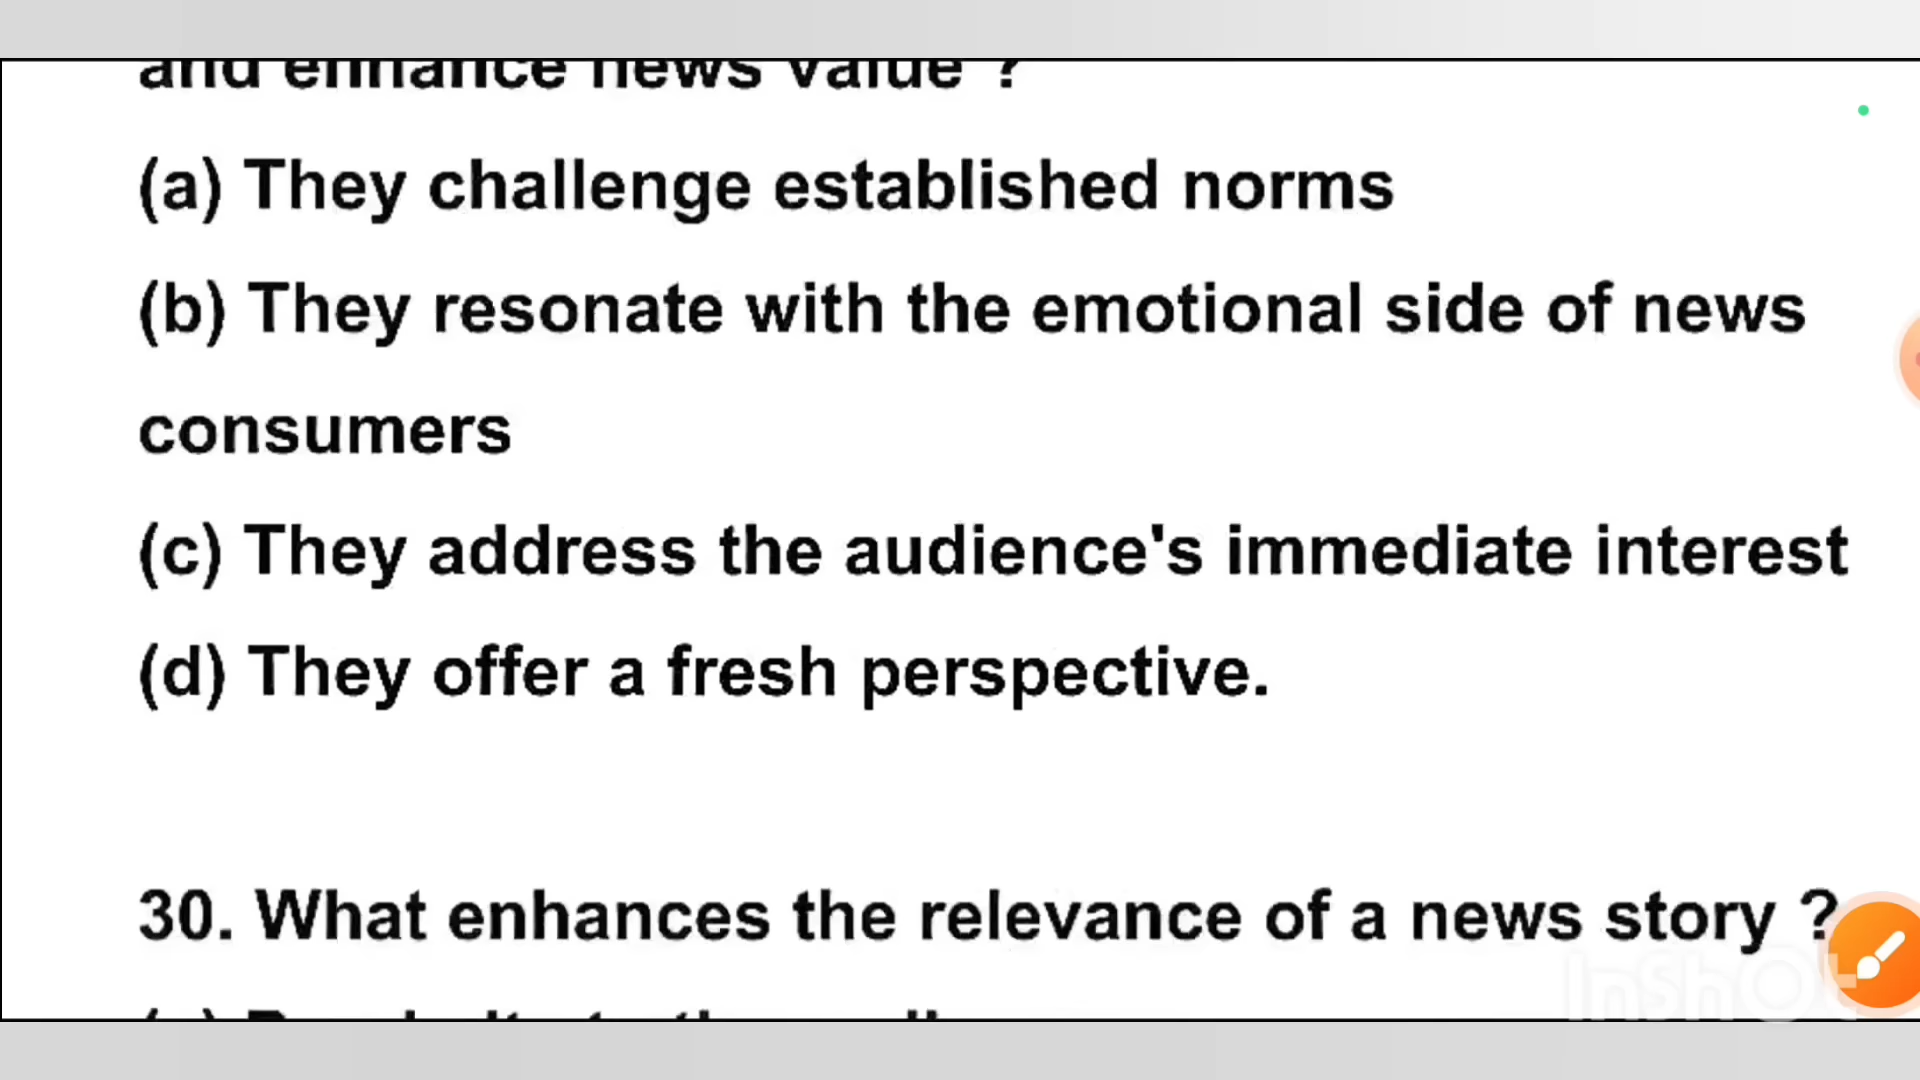 and enhance news value ?
(a) They challenge established norms
(b) They resonate with the emotional side of news
consumers
(c) They address the audience's immediate interest
(d) They offer a fresh perspective.
30. What enhances the relevance of a news story ?
InShOt